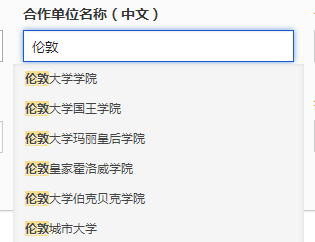 合作单位名称（中文）
伦敦
伦敦大学学院
伦敦大学国王学院
伦敦大学玛丽皇后学院
伦敦皇家霍洛威学院
伦敦大学伯克贝克学院
伦敦城市大学